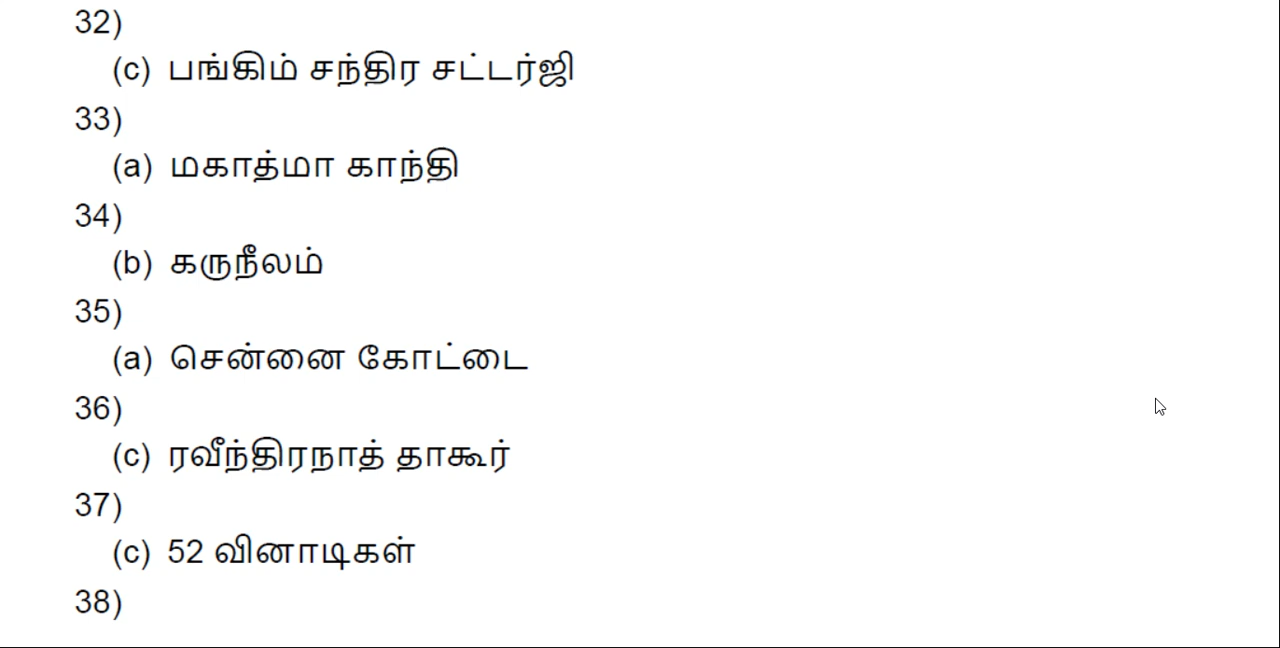 32)
(c) பங்கிம் சந்திர சட்டர்ஜி
33)
(a) மகாத்மா காந்தி
34)
(b) கருநீலம்
35)
(a) சென்னை கோட்டை
36)
(c) ரவீந்திரநாத் தாகூர்
37)
(c) 52 வினாடிகள்
38)